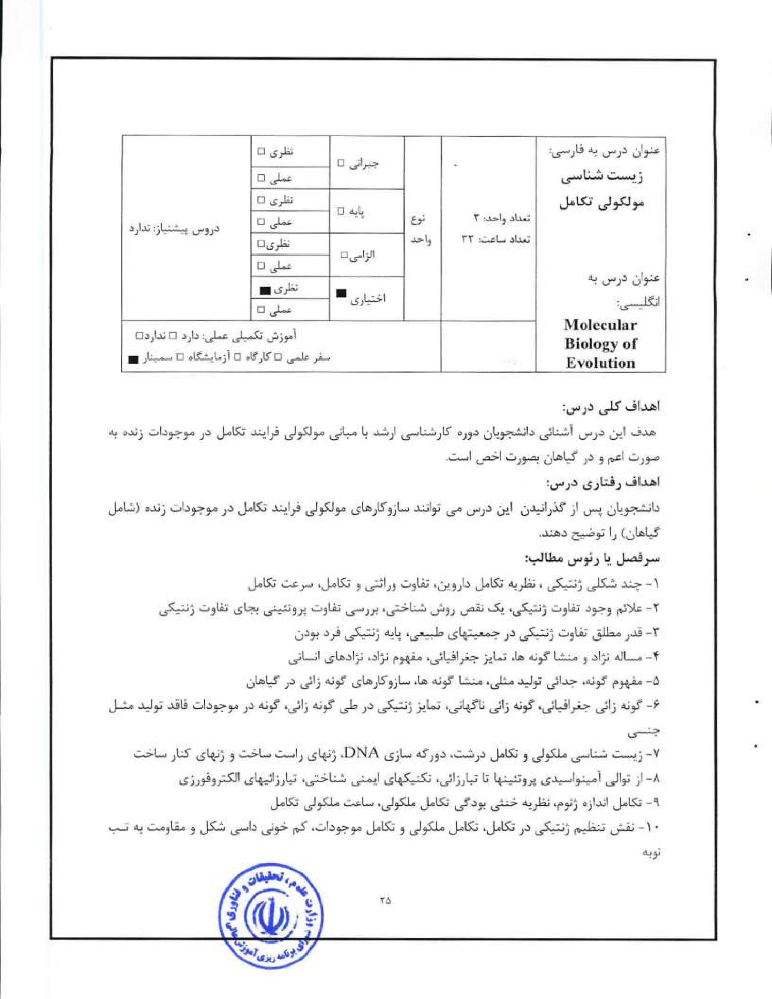 عنوان درس به فارسی:
زیست شناسی
مولکولی تکامل
عنوان درس به
انگلیسی:
Molecular
Biology of
Evolution
تعداد واحد: ۲
تعداد ساعت: ۳۲
نوع
واحد
جبرانی □
نظری □
عملی □
پایه □
نظری □
عملی □
الزامی□
نظری□
عملی □
اختیاری ■
نظری ■
عملی □
دروس پیشنیاز: ندارد
آموزش تکمیلی عملی: دارد □ ندارد□
سفر علمی □ کارگاه □ آزمایشگاه □ سمینار ■
اهداف کلی درس:
هدف این درس آشنائی دانشجویان دوره کارشناسی ارشد با مبانی مولکولی فرایند تکامل در موجودات زنده به
صورت اعم و در گیاهان بصورت اخص است.
اهداف رفتاری درس:
دانشجویان پس از گذرانیدن این درس می توانند سازوکارهای مولکولی فرایند تکامل در موجودات زنده (شامل
گیاهان) را توضیح دهند.
سرفصل یا رئوس مطالب:
۱- چند شکلی ژنتیکی ، نظریه تکامل داروین، تفاوت وراثتی و تکامل، سرعت تکامل
۲- علائم وجود تفاوت ژنتیکی، یک نقص روش شناختی، بررسی تفاوت پروتئینی بجای تفاوت ژنتیکی
۳- قدر مطلق تفاوت ژنتیکی در جمعیتهای طبیعی، پایه ژنتیکی فرد بودن
۴- مساله نژاد و منشا گونه ها، تمایز جغرافیائی، مفهوم نژاد، نژادهای انسانی
۵- مفهوم گونه، جدائی تولید مثلی، منشا گونه ها، سازوکارهای گونه زائی در گیاهان
۶- گونه زائی جغرافیائی، گونه زائی ناگهانی، تمایز ژنتیکی در طی گونه زائی، گونه در موجودات فاقد تولید مثل
جنسی
۷- زیست شناسی ملکولی و تکامل درشت، دورگه سازی DNA، ژنهای راست ساخت و ژنهای کنار ساخت
۸- از توالی آمینواسیدی پروتئینها تا تبارزائی، تکنیکهای ایمنی شناختی، تبارزائیهای الکتروفورزی
۹- تکامل اندازه ژنوم، نظریه خنثی بودگی تکامل ملکولی، ساعت ملکولی تکامل
۱۰- نقش تنظیم ژنتیکی در تکامل، تکامل ملکولی و تکامل موجودات، کم خونی داسی شکل و مقاومت به تب
نوبه
۲۵
وزارت علوم، تحقیقات و فناوری
شورای برنامه ریزی آموزش عالی